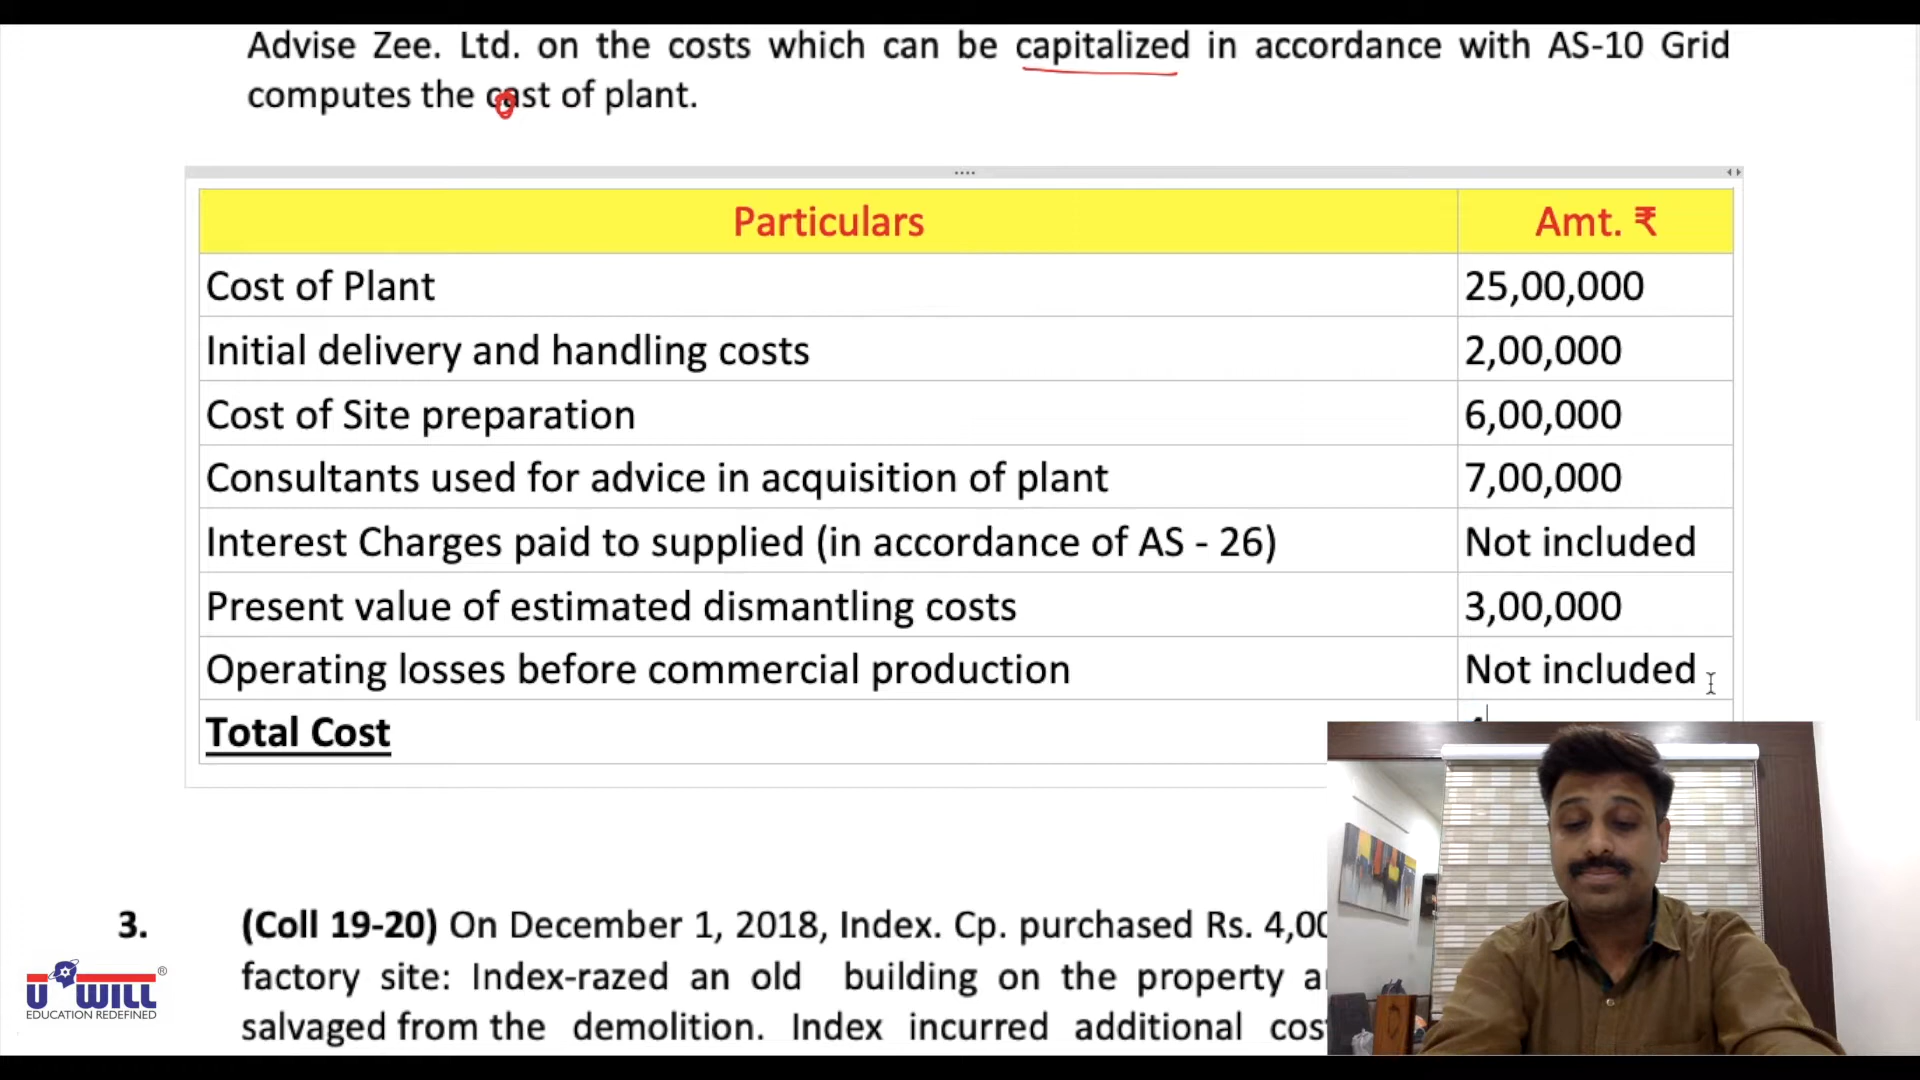 Advise Zee. Ltd. on the costs which can be capitalized in accordance with AS-10 Grid
computes the cost of plant.
Particulars Amt. ₹
Cost of Plant 25,00,000
Initial delivery and handling costs 2,00,000
Cost of Site preparation 6,00,000
Consultants used for advice in acquisition of plant 7,00,000
Interest Charges paid to supplied (in accordance of AS - 26) Not included
Present value of estimated dismantling costs 3,00,000
Operating losses before commercial production Not included
Total Cost
3. (Coll 19-20) On December 1, 2018, Index. Cp. purchased Rs. 4,00
factory site: Index-razed an old building on the property
salvaged from the demolition. Index incurred additional
U WILL ®
EDUCATION REDEFINED